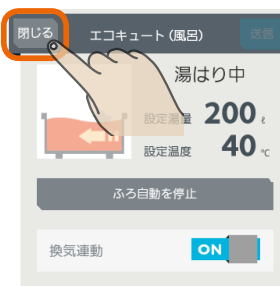 閉じる エコキュート (風呂) 送信
湯はり中
設定湯量 200 ℓ
設定温度 40 ℃
ふろ自動を停止
換気連動 ON